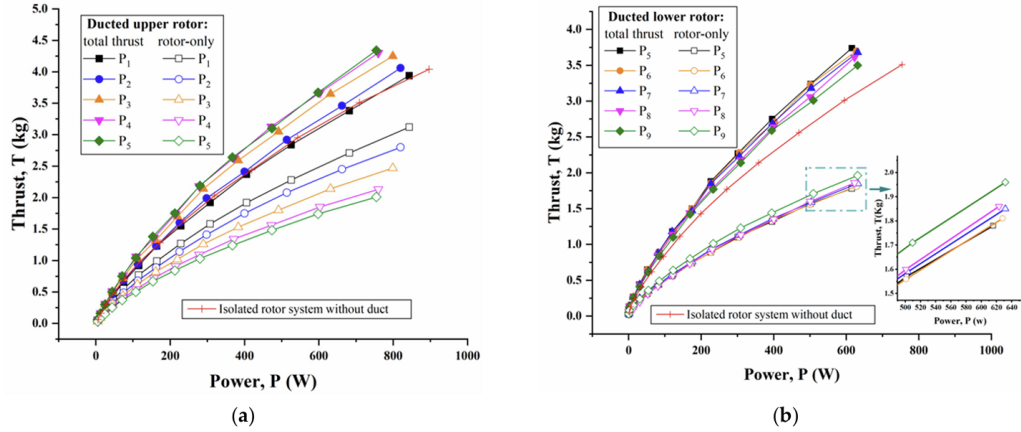 Ducted upper rotor:
total thrust rotor-only
P1 P1
P2 P2
P3 P3
P4 P4
P5 P5
5.0
4.5
4.0
3.5
3.0
2.5
2.0
1.5
1.0
0.5
0.0
Thrust, T (kg)
Isolated rotor system without duct
0 200 400 600 800 1000
Power, P (W)
(a)
Ducted lower rotor:
total thrust rotor-only
P5 P5
P6 P6
P7 P7
P8 P8
P9 P9
4.0
3.5
3.0
2.5
2.0
1.5
1.0
0.5
0.0
Thrust, T (kg)
2.0
1.9
1.8
1.7
1.6
1.5
Thrust, T(Kg)
500 520 540 560 580 600 620 640
Power, P (w)
Isolated rotor system without duct
0 200 400 600 800 1000
Power, P (W)
(b)